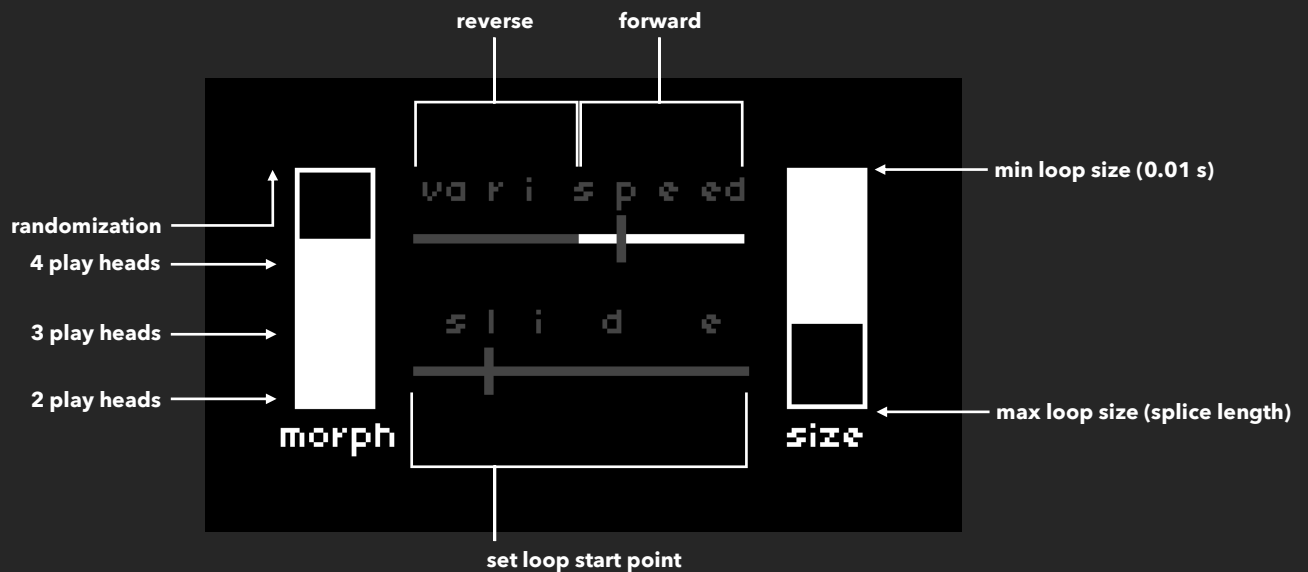 reverse
forward
vari speed
randomization
4 play heads
3 play heads
2 play heads
min loop size (0.01 s)
slide
max loop size (splice length)
morph
size
set loop start point